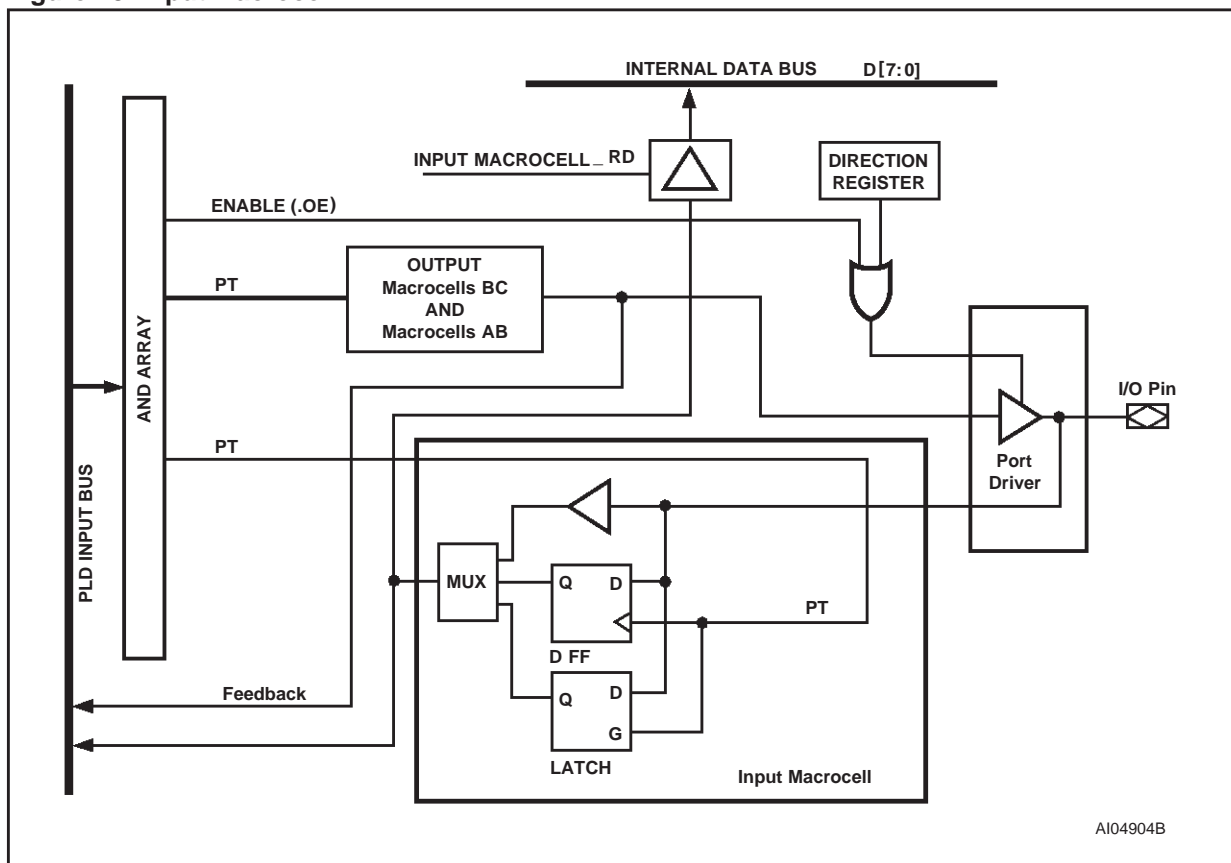 INTERNAL DATA BUS D[7:0]
INPUT MACROCELL_ RD
DIRECTION
REGISTER
ENABLE (.OE)
OUTPUT
Macrocells BC
AND
Macrocells AB
PT
AND ARRAY
PLD INPUT BUS
I/O Pin
Port
Driver
PT
MUX
Q D
PT
D FF
Feedback
Q D
G
LATCH
Input Macrocell
AI04904B